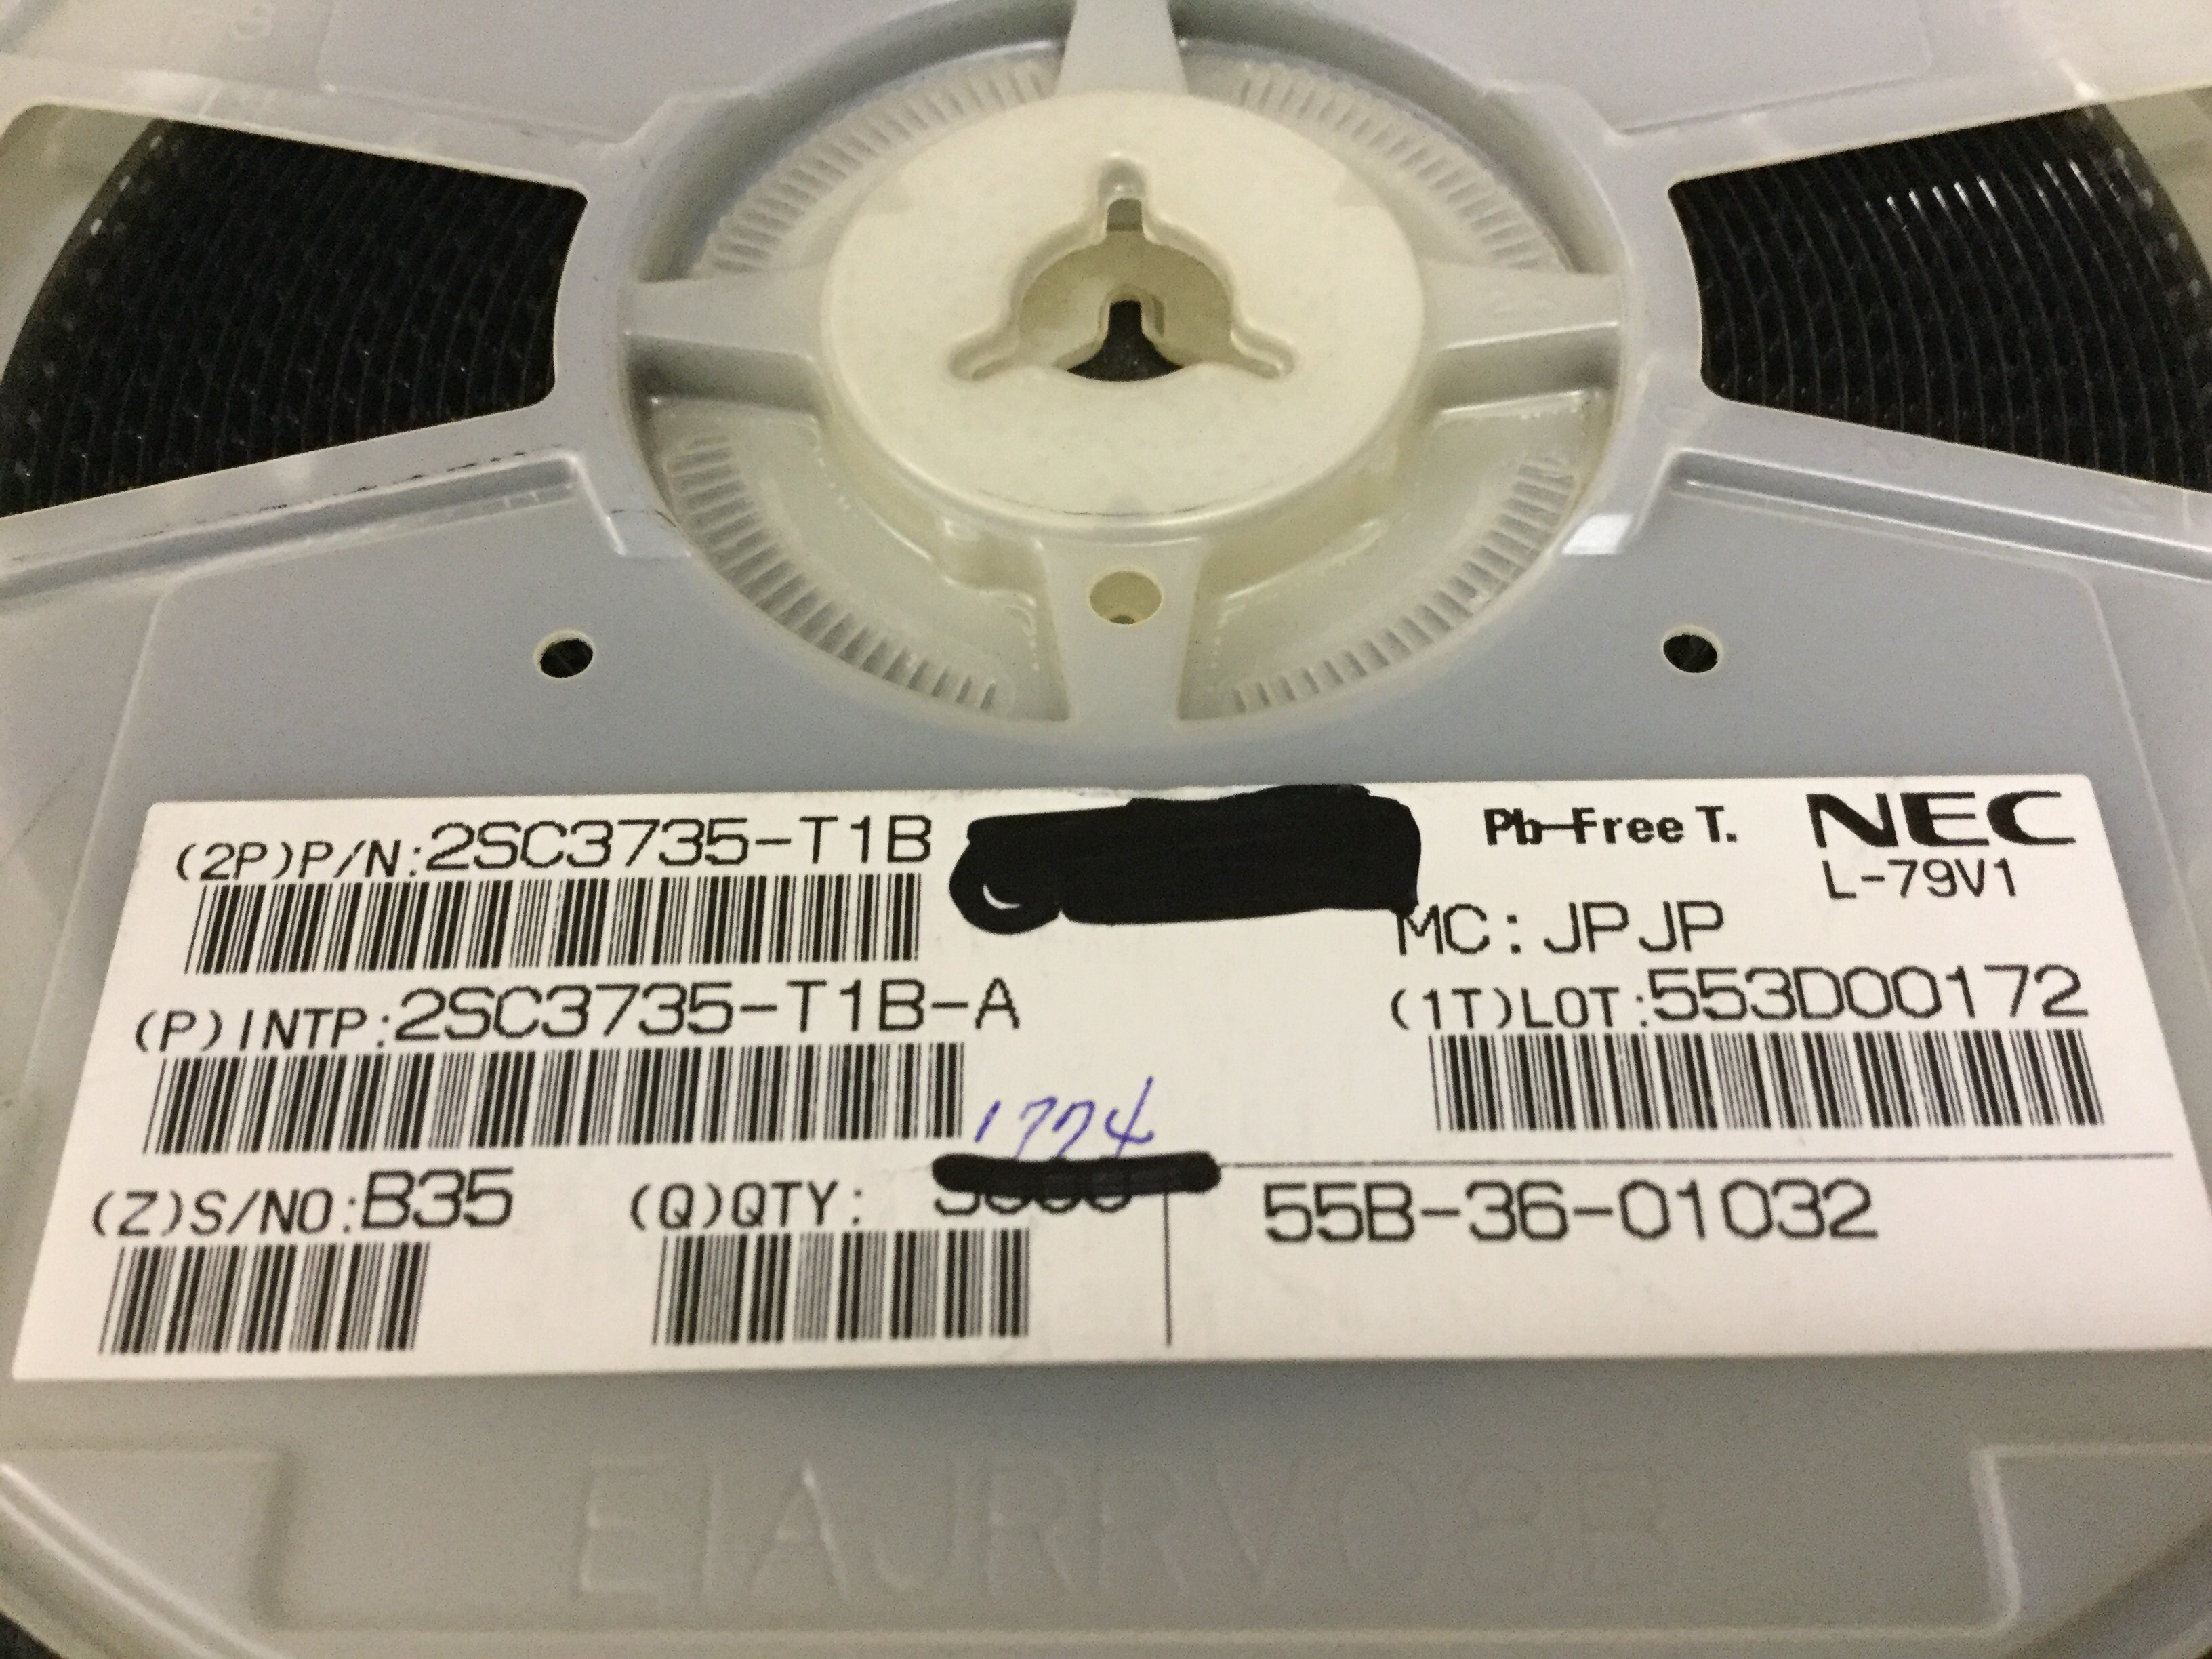 (2P)P/N:2SC3735-T1B
Pb-Free T. NEC
L-79V1
MC:JPJP
(P)INTP:2SC3735-T1B-A
(1T)LOT:553D00172
1774
(Z)S/NO:B35
(Q)QTY:
55B-36-01032
EIAJRRV08B